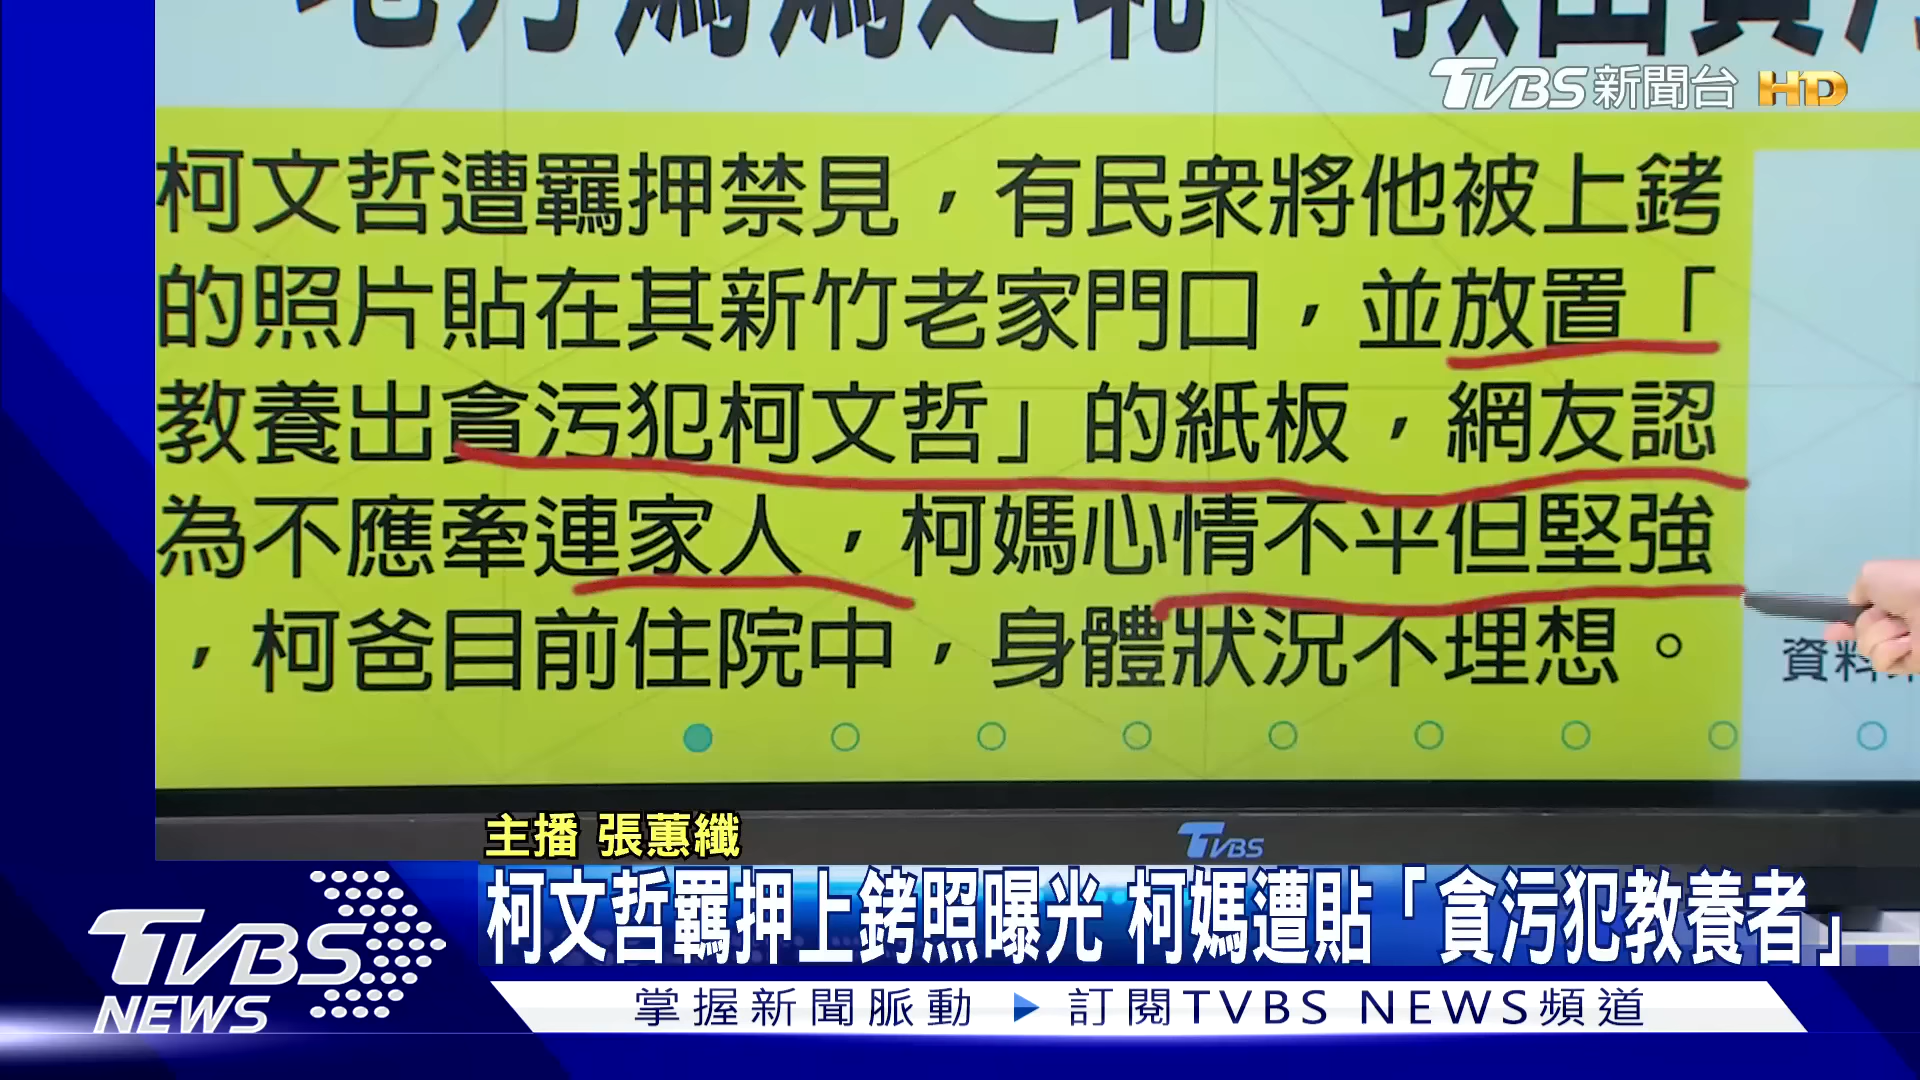 TVBS新聞台 HD
柯文哲遭羈押禁見，有民眾將他被上銬
的照片貼在其新竹老家門口，並放置「
教養出貪污犯柯文哲」的紙板，網友認
為不應牽連家人，柯媽心情不平但堅強
，柯爸目前住院中，身體狀況不理想。
資料
TVBS
主播 張蕙纖
柯文哲羈押上銬照曝光 柯媽遭貼「貪污犯教養者」
TVBS
NEWS
掌握新聞脈動 ▶ 訂閱TVBS NEWS頻道